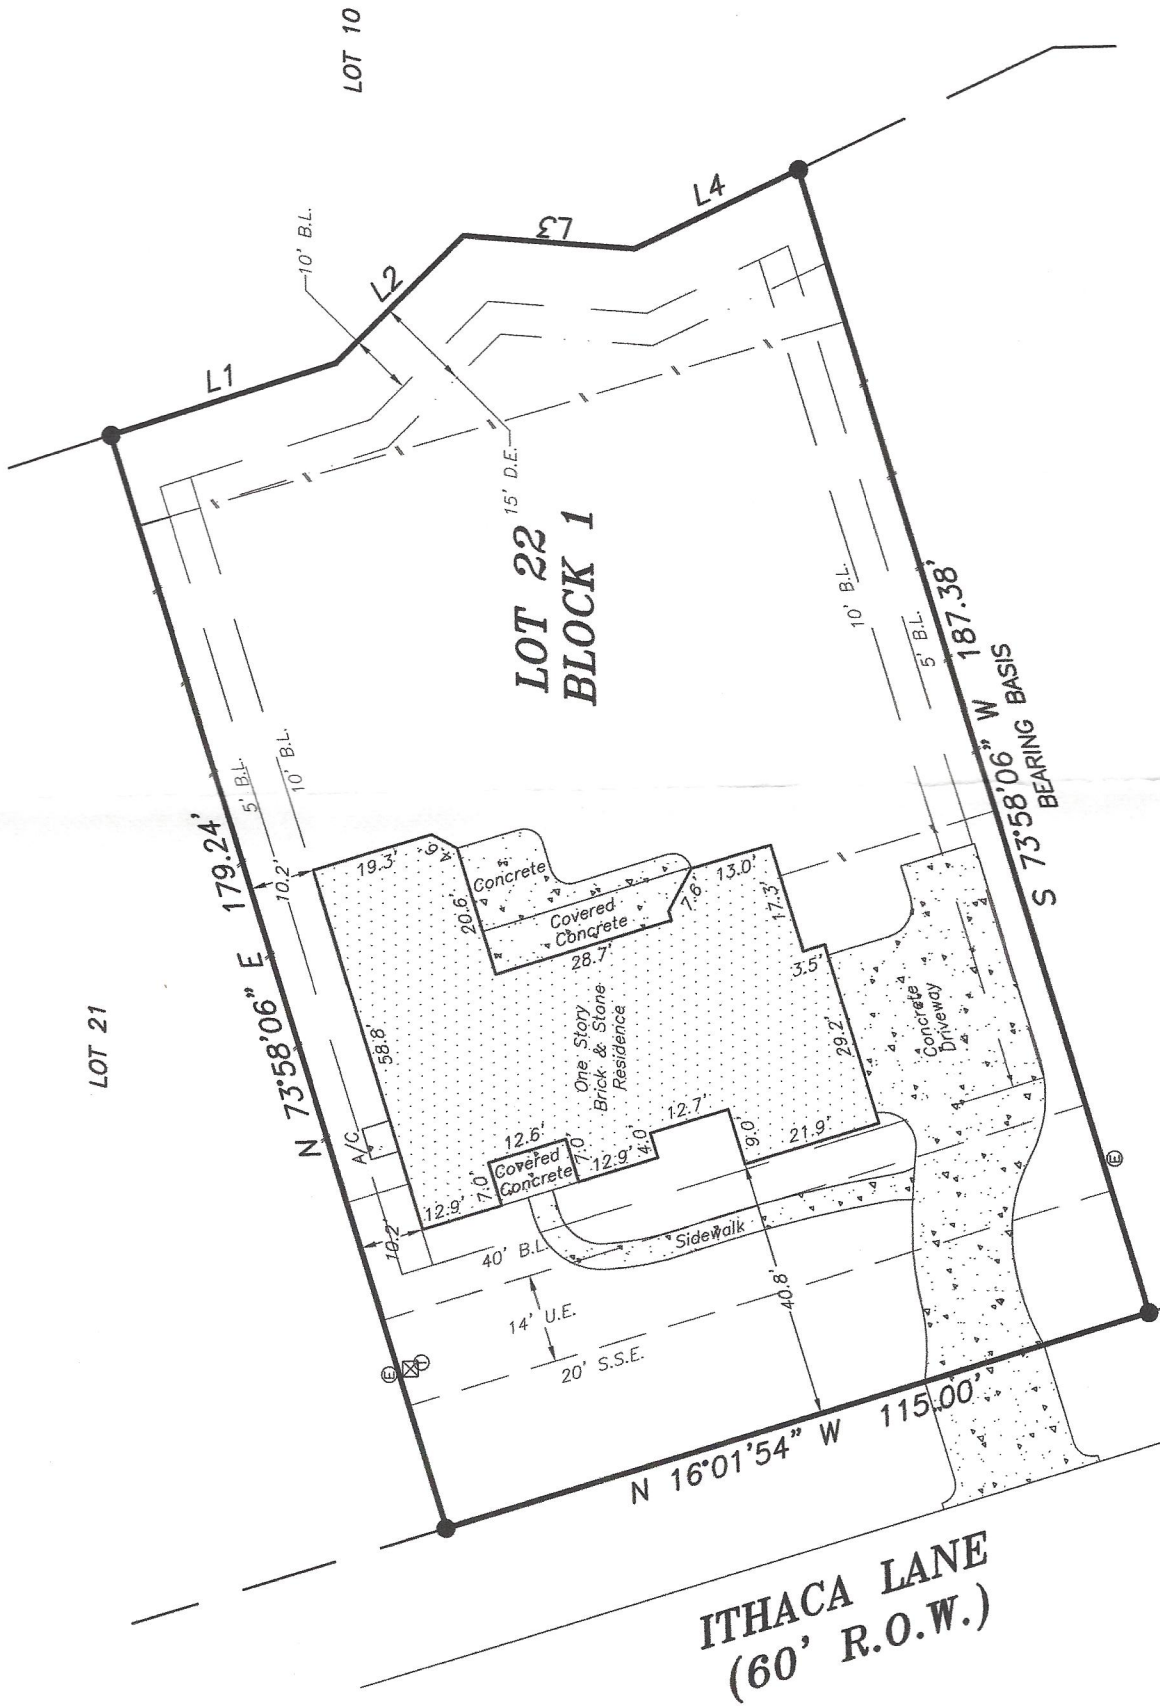 LOT 10
L1
L2
L3
L4
10' B.L.
15' D.E.
LOT 22
BLOCK 1
LOT 21
N 73°58'06" E 179.24'
5' B.L.
10' B.L.
10.2'
10' B.L.
5' B.L.
S 73°58'06" W 187.38'
BEARING BASIS
19.3'
4.6'
20.6'
Concrete
Covered
Concrete
28.7'
7.6'
13.0'
17.3'
3.5'
29.2'
58.8'
One Story
Brick & Stone
Residence
Concrete
Driveway
A/C
12.6'
7.0'
Covered
Concrete
7.0'
12.9'
12.9'
4.0'
12.7'
9.0'
21.9'
10.2'
40' B.L.
Sidewalk
40.8'
14' U.E.
20' S.S.E.
E
T
E
N 16°01'54" W 115.00'
ITHACA LANE
(60' R.O.W.)